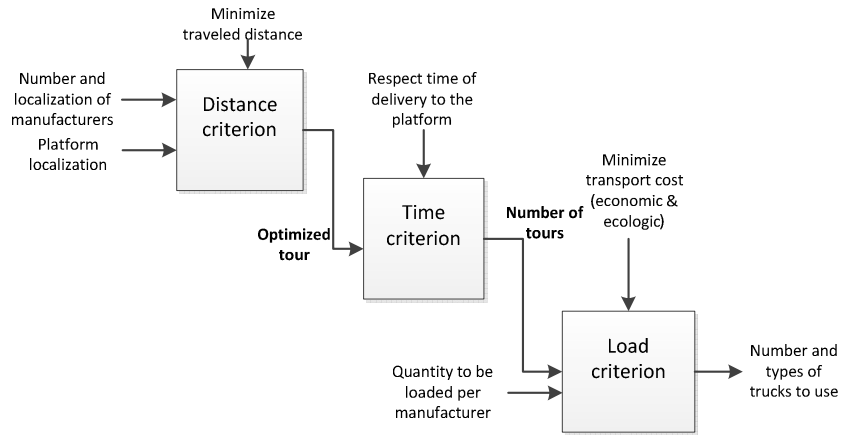 Minimize
traveled distance
Number and
localization of
manufacturers
Platform
localization
Distance
criterion
Respect time of
delivery to the
platform
Optimized
tour
Time
criterion
Number of
tours
Minimize
transport cost
(economic &
ecologic)
Quantity to be
loaded per
manufacturer
Load
criterion
Number and
types of
trucks to use